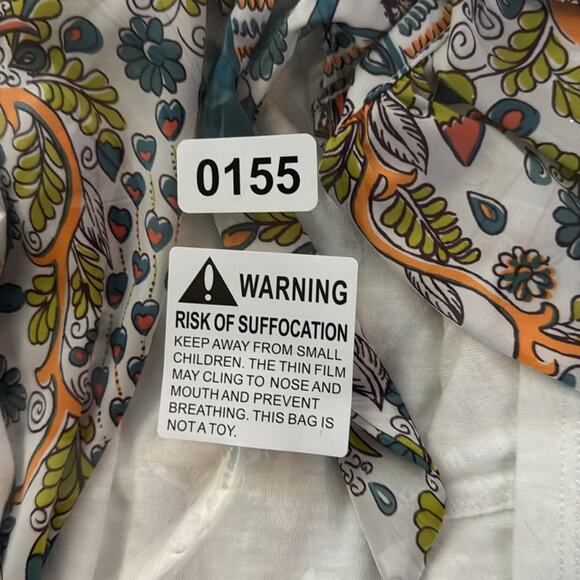 0155
WARNING
RISK OF SUFFOCATION
KEEP AWAY FROM SMALL
CHILDREN. THE THIN FILM
MAY CLING TO NOSE AND
MOUTH AND PREVENT
BREATHING. THIS BAG IS
NOT A TOY.